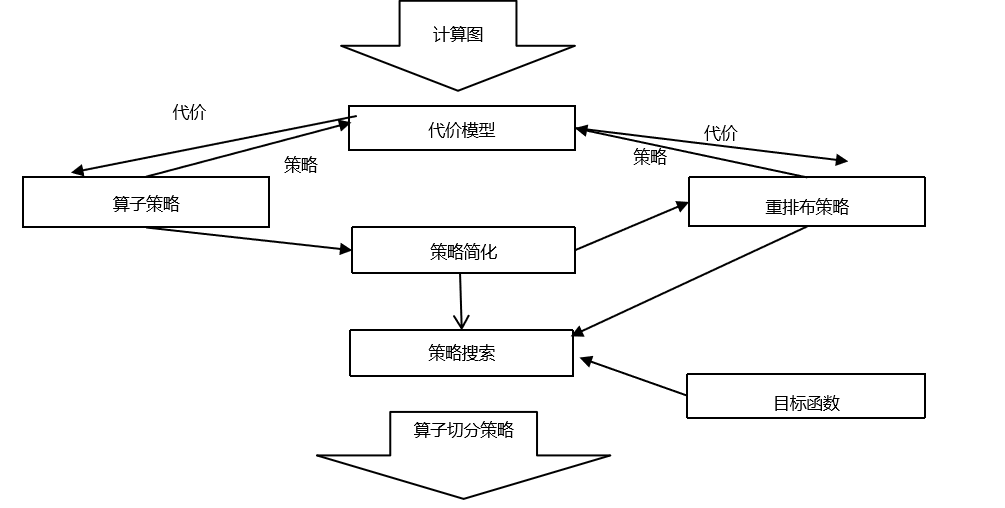 计算图
代价
代价模型
代价
策略
策略
算子策略
重排布策略
策略简化
策略搜索
目标函数
算子切分策略